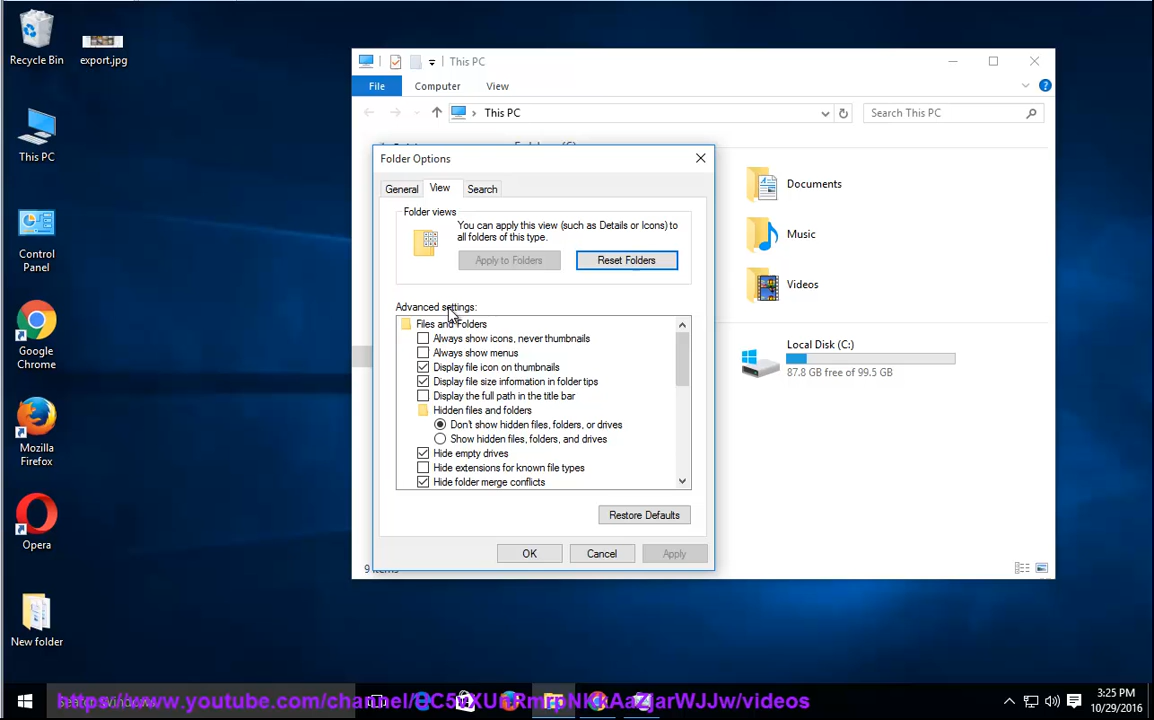 Recycle Bin
export.jpg
This PC
Control
Panel
Google
Chrome
Mozilla
Firefox
Opera
New folder
This PC
File
Computer
View
This PC
Search This PC
Folder Options
General
View
Search
Folder views
You can apply this view (such as Details or Icons) to
all folders of this type.
Apply to Folders
Reset Folders
Advanced settings:
Files and Folders
Always show icons, never thumbnails
Always show menus
Display file icon on thumbnails
Display file size information in folder tips
Display the full path in the title bar
Hidden files and folders
Don't show hidden files, folders, or drives
Show hidden files, folders, and drives
Hide empty drives
Hide extensions for known file types
Hide folder merge conflicts
Restore Defaults
OK
Cancel
Apply
Documents
Music
Videos
Local Disk (C:)
87.8 GB free of 99.5 GB
Search Windows
3:25 PM
10/29/2016